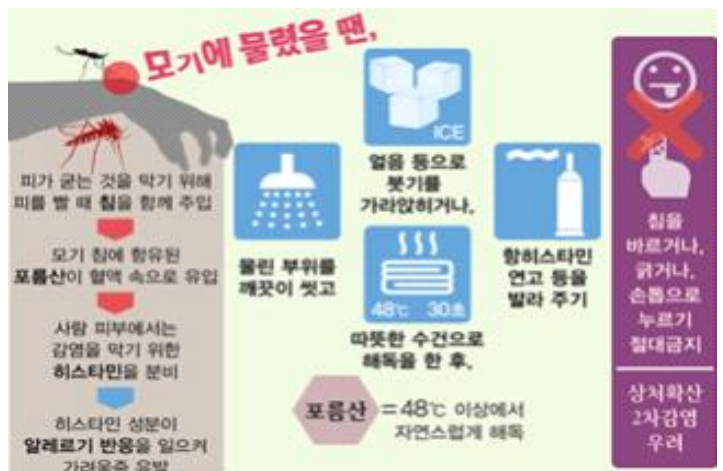 모기에 물렸을 땐,
피가 굳는 것을 막기 위해
피를 빨 때 침을 함께 주입
모기 침에 함유된
포름산이 혈액 속으로 유입
사람 피부에서는
감염을 막기 위한
히스타민을 분비
히스타민 성분이
알레르기 반응을 일으켜
가려움증 유발
물린 부위를
깨끗이 씻고
ICE
얼음 등으로
붓기를
가라앉히거나,
48℃ 30초
따뜻한 수건으로
해독을 한 후,
항히스타민
연고 등을
발라 주기
포름산 = 48℃ 이상에서
자연스럽게 해독
침을
바르거나,
긁거나,
손톱으로
누르기
절대금지
상처확산
2차감염
우려